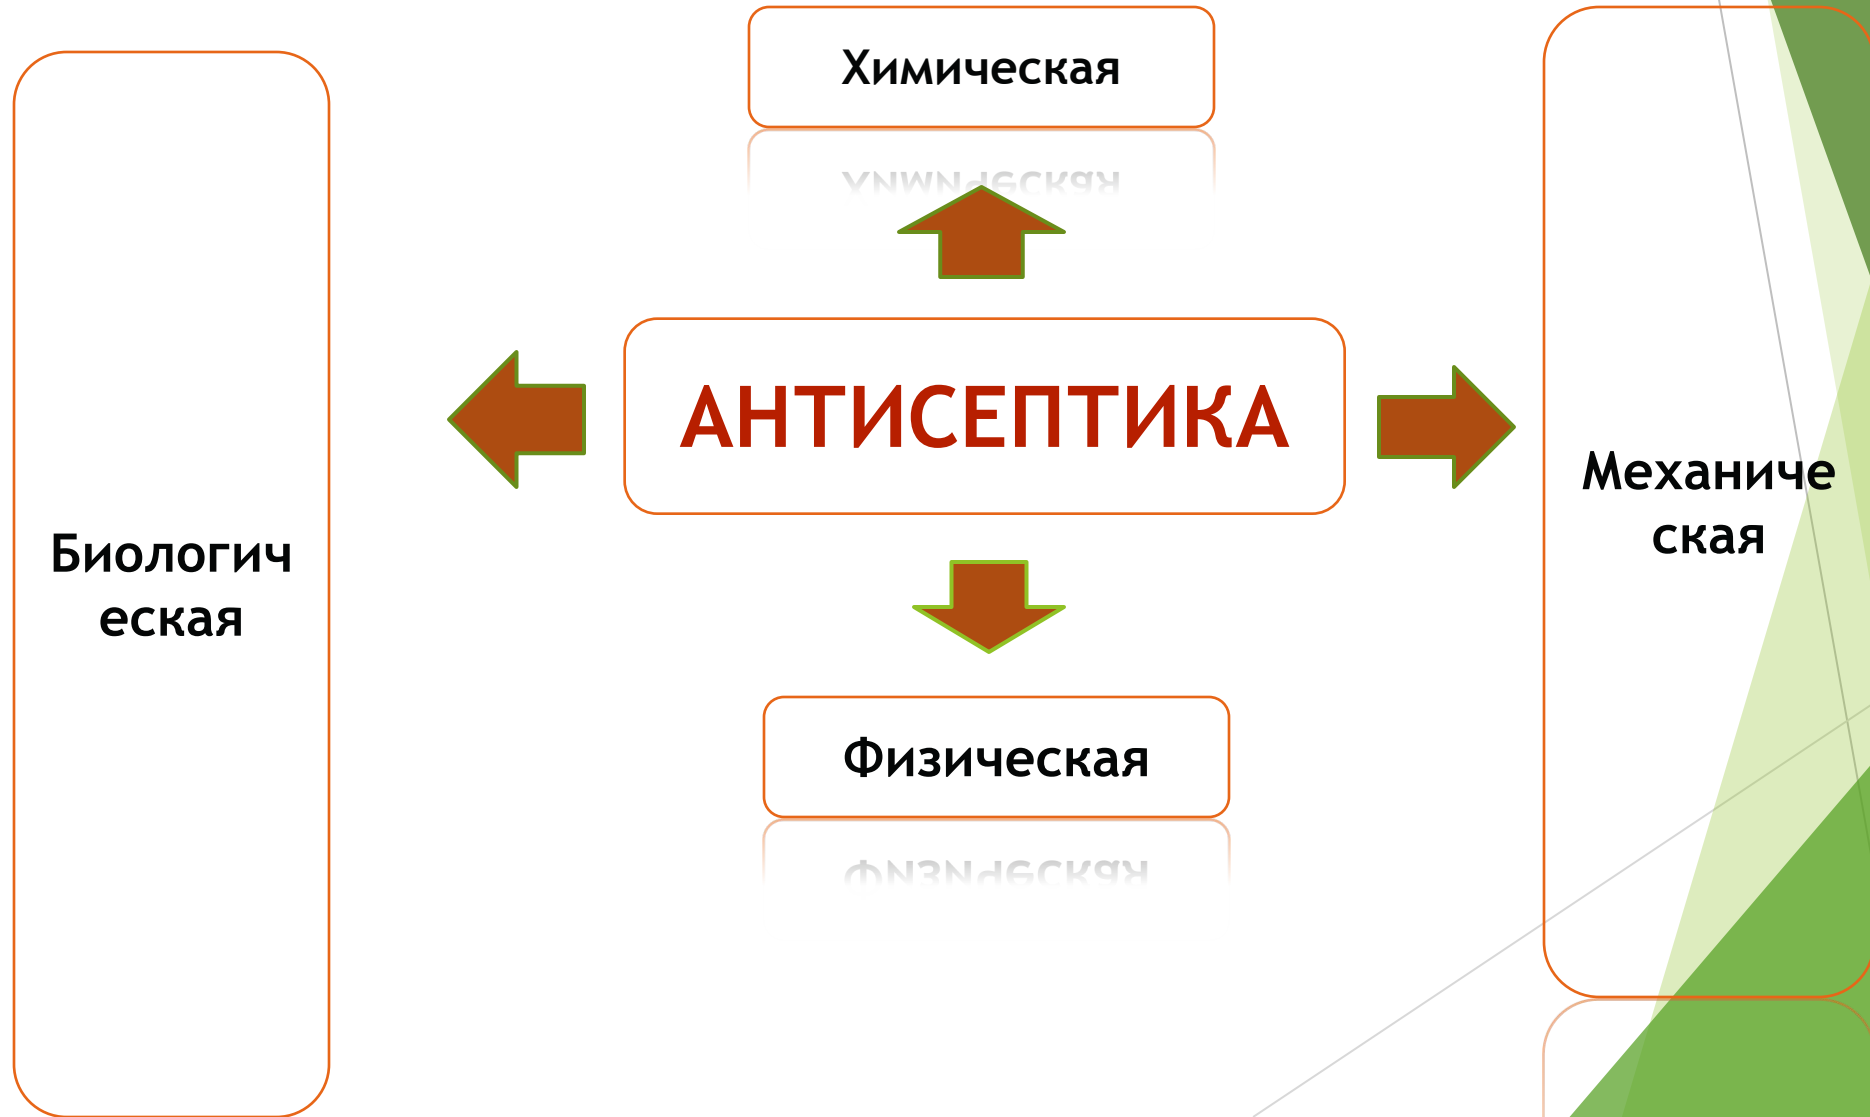 Химическая
АНТИСЕПТИКА
Биологич
еская
Механиче
ская
Физическая